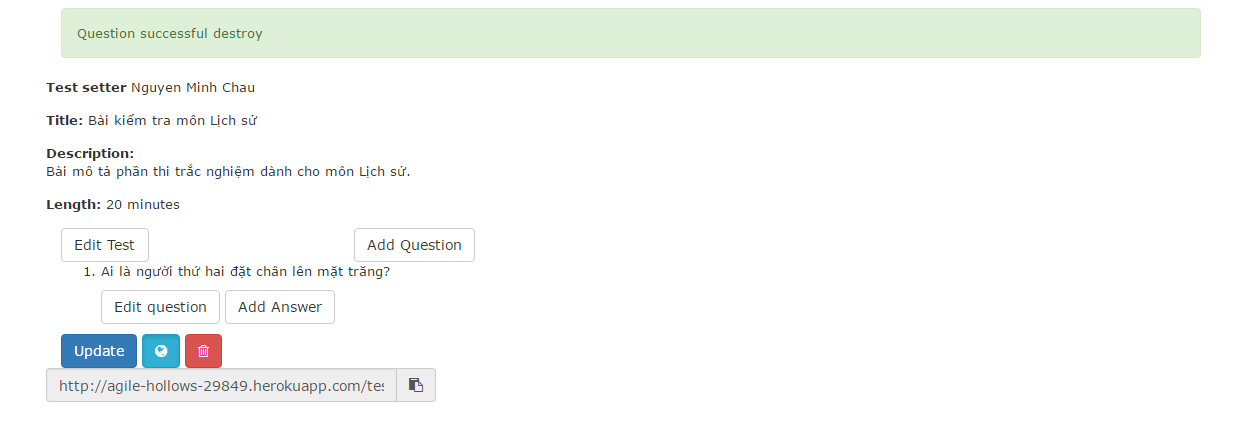 Question successful destroy
Test setter Nguyen Minh Chau
Title: Bài kiểm tra môn Lịch sử
Description:
Bài mô tả phần thi trắc nghiệm dành cho môn Lịch sử.
Length: 20 minutes
Edit Test Add Question
1. Ai là người thứ hai đặt chân lên mặt trăng?
Edit question Add Answer
Update
http://agile-hollows-29849.herokuapp.com/tes